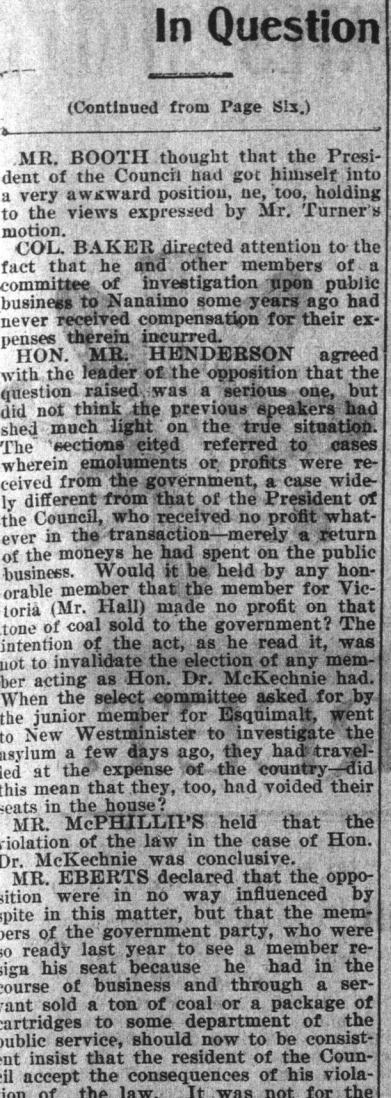 In Question
(Continued from Page Six.)
MR. BOOTH thought that the Presi-
dent of the Council had got himself into
a very awkward position, he, too, holding
to the views expressed by Mr. Turner's
motion.
COL. BAKER directed attention to the
fact that he and other members of a
committee of investigation upon public
business to Nanaimo some years ago had
never received compensation for their ex-
penses therein incurred.
HON. MR. HENDERSON agreed
with the leader of the opposition that the
question raised was a serious one, but
did not think the previous speakers had
shed much light on the true situation.
The sections cited referred to cases
wherein emoluments or profits were re-
ceived from the government, a case wide-
ly different from that of the President of
the Council, who received no profit what-
ever in the transaction—merely a return
of the moneys he had spent on the public
business. Would it be held by any hon-
orable member that the member for Vic-
toria (Mr. Hall) made no profit on that
tone of coal sold to the government? The
intention of the act, as he read it, was
not to invalidate the election of any mem-
ber acting as Hon. Dr. McKechnie had.
When the select committee asked for by
the junior member for Esquimalt, went
to New Westminister to investigate the
asylum a few days ago, they had travel-
led at the expense of the country—did
this mean that they, too, had voided their
seats in the house?
MR. McPHILLIPS held that the
violation of the law in the case of Hon.
Dr. McKechnie was conclusive.
MR. EBERTS declared that the oppo-
sition were in no way influenced by
spite in this matter, but that the mem-
bers of the government party, who were
so ready last year to see a member re-
sign his seat because he had in the
course of business and through a ser-
vant sold a ton of coal or a package of
cartridges to some department of the
public service, should now to be consist-
ent insist that the resident of the Coun-
cil accept the consequences of his viola-
tion of the law. It was not for the